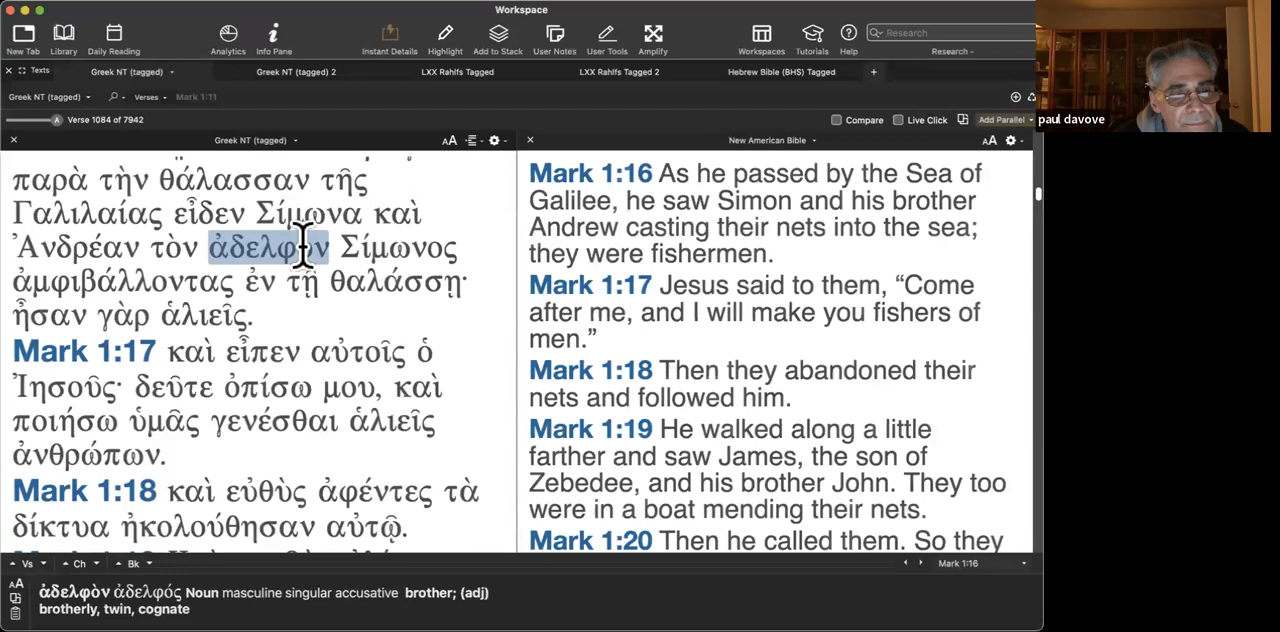 Workspace
New Tab Library Daily Reading Analytics Info Pane Instant Details Highlight Add to Stack User Notes User Tools Amplify Workspaces Tutorials Help Research
Research
Texts Greek NT (tagged) Greek NT (tagged) 2 LXX Rahlfs Tagged LXX Rahlfs Tagged 2 Hebrew Bible (BHS) Tagged +
Greek NT (tagged) Verses Mark 1:11
Verse 1084 of 7942 Compare Live Click Add Parallel
paul davove
Greek NT (tagged) AA
παρὰ τὴν θάλασσαν τῆς
Γαλιλαίας εἶδεν Σίμωνα καὶ
Ἀνδρέαν τὸν ἀδελφὸν Σίμωνος
ἀμφιβάλλοντας ἐν τῇ θαλάσσῃ·
ἦσαν γὰρ ἁλιεῖς.
Mark 1:17 καὶ εἶπεν αὐτοῖς ὁ
Ἰησοῦς· δεῦτε ὀπίσω μου, καὶ
ποιήσω ὑμᾶς γενέσθαι ἁλιεῖς
ἀνθρώπων.
Mark 1:18 καὶ εὐθὺς ἀφέντες τὰ
δίκτυα ἠκολούθησαν αὐτῷ.
New American Bible AA
Mark 1:16 As he passed by the Sea of
Galilee, he saw Simon and his brother
Andrew casting their nets into the sea;
they were fishermen.
Mark 1:17 Jesus said to them, “Come
after me, and I will make you fishers of
men.”
Mark 1:18 Then they abandoned their
nets and followed him.
Mark 1:19 He walked along a little
farther and saw James, the son of
Zebedee, and his brother John. They too
were in a boat mending their nets.
Mark 1:20 Then he called them. So they
Vs Ch Bk Mark 1:16
AA
ἀδελφὸν ἀδελφός Noun masculine singular accusative brother; (adj)
brotherly, twin, cognate